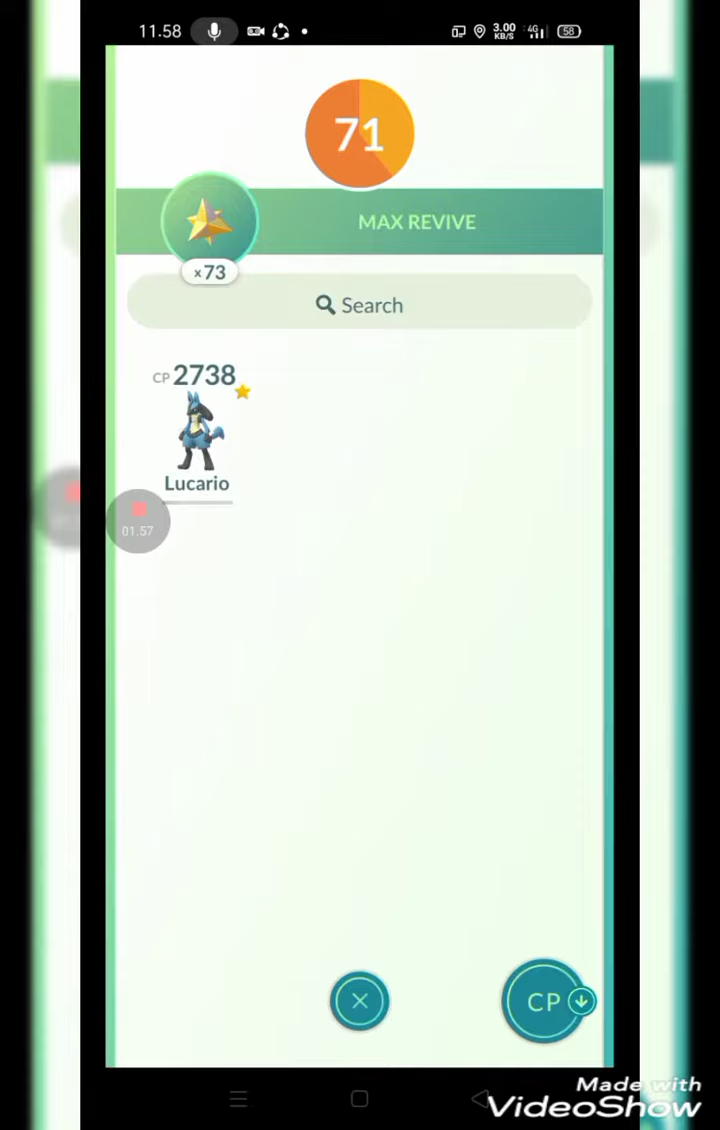 11.58
3.00
KB/S
4G
58
71
MAX REVIVE
x73
Search
CP 2738
Lucario
01.57
CP
Made with
VideoShow